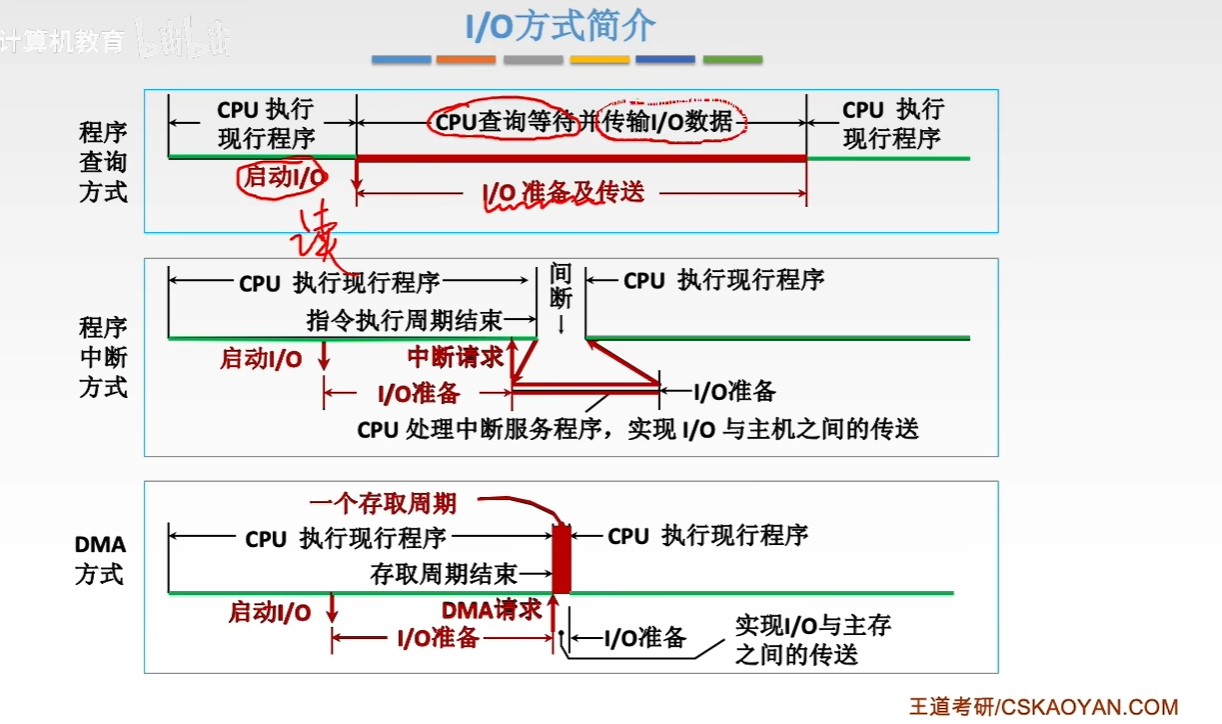 计算机教育 bilibili
I/O方式简介
程序
查询
方式
CPU 执行
现行程序
CPU查询等待并传输I/O数据
CPU 执行
现行程序
启动I/O
I/O 准备及传送
读
程序
中断
方式
CPU 执行现行程序
间
断
CPU 执行现行程序
指令执行周期结束
启动I/O
中断请求
I/O准备
I/O准备
CPU 处理中断服务程序，实现 I/O 与主机之间的传送
DMA
方式
一个存取周期
CPU 执行现行程序
CPU 执行现行程序
存取周期结束
启动I/O
DMA请求
I/O准备
I/O准备
实现I/O与主存
之间的传送
王道考研/CSKAOYAN.COM